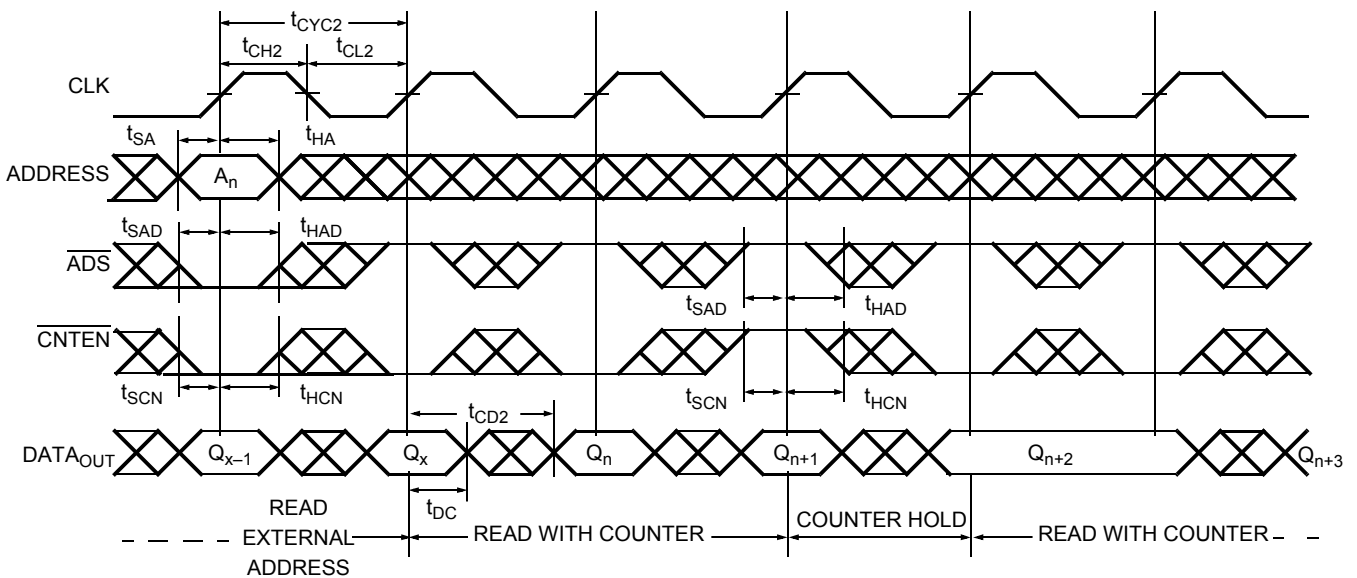 tCYC2
tCH2 tCL2
CLK
tSA tHA
ADDRESS An
tSAD tHAD
ADS
tSAD tHAD
CNTEN
tSCN tHCN tSCN tHCN
tCD2
DATAOUT Qx–1 Qx Qn Qn+1 Qn+2 Qn+3
tDC
READ
EXTERNAL
ADDRESS
READ WITH COUNTER COUNTER HOLD READ WITH COUNTER